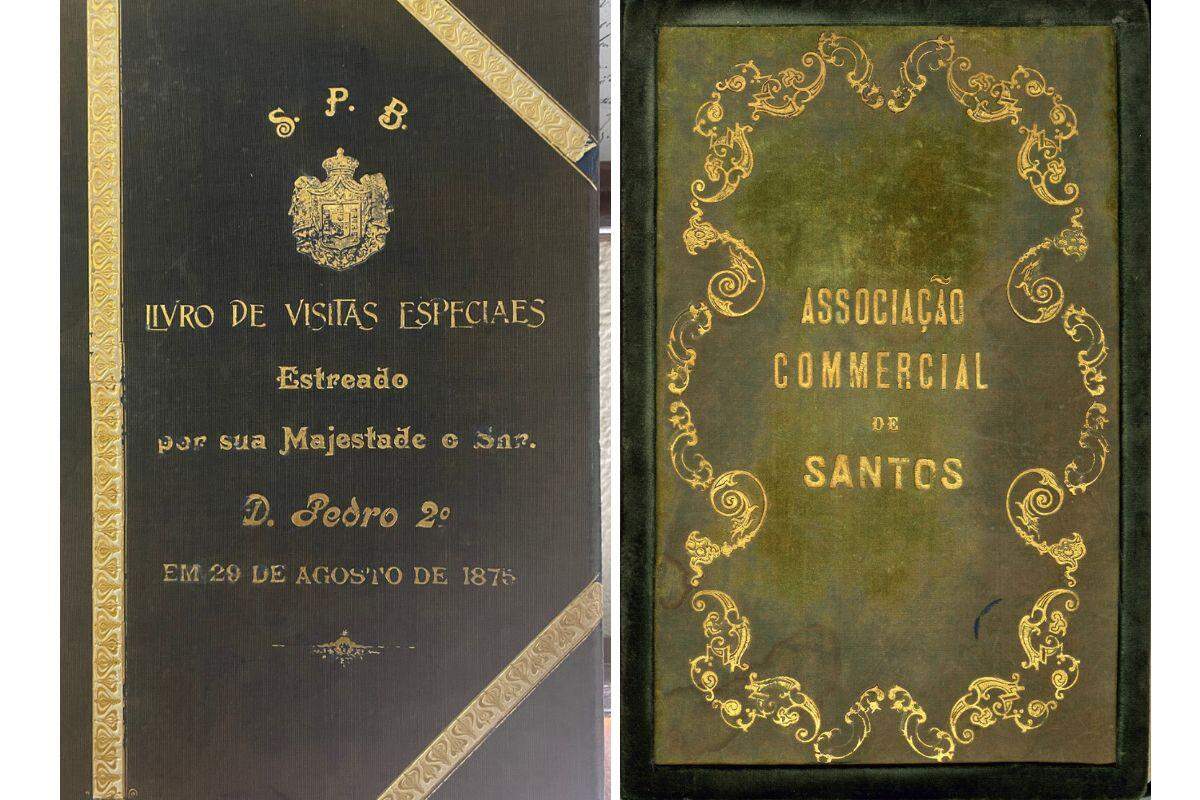 S. P. B.
LIVRO DE VISITAS ESPECIAES
Estreado
por sua Majestade o Snr.
D. Pedro 2º
EM 29 DE AGOSTO DE 1875
ASSOCIAÇÃO
COMMERCIAL
DE
SANTOS